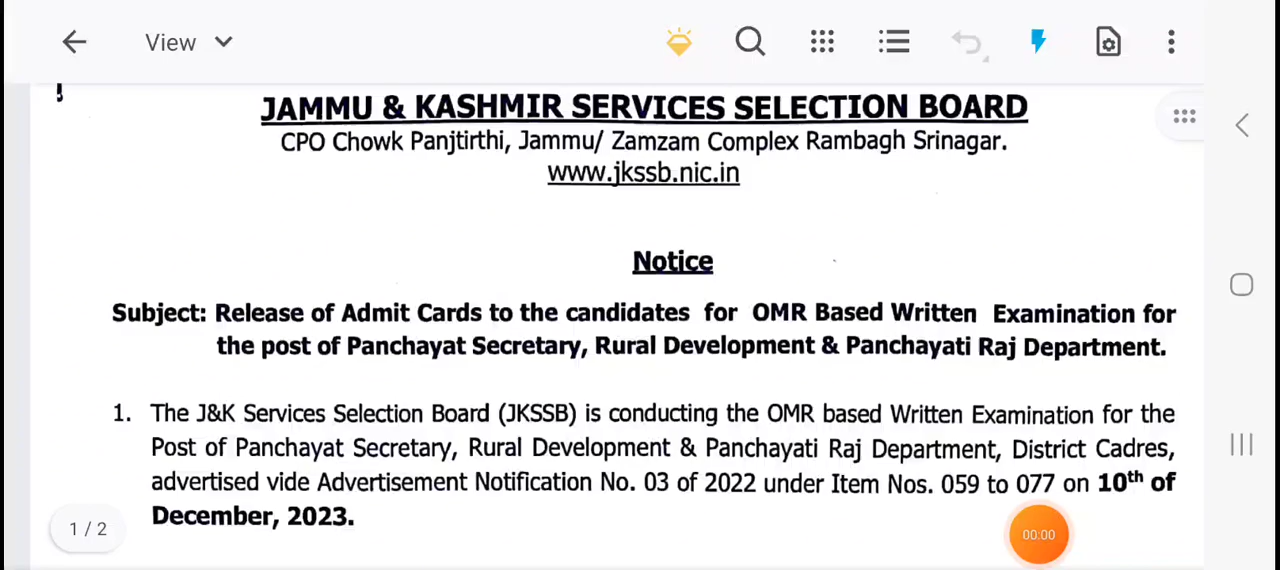 View
JAMMU & KASHMIR SERVICES SELECTION BOARD
CPO Chowk Panjtirthi, Jammu/ Zamzam Complex Rambagh Srinagar.
www.jkssb.nic.in
Notice
Subject: Release of Admit Cards to the candidates for OMR Based Written Examination for
the post of Panchayat Secretary, Rural Development & Panchayati Raj Department.
1. The J&K Services Selection Board (JKSSB) is conducting the OMR based Written Examination for the
Post of Panchayat Secretary, Rural Development & Panchayati Raj Department, District Cadres,
advertised vide Advertisement Notification No. 03 of 2022 under Item Nos. 059 to 077 on 10th of
December, 2023.
1 / 2
00:00